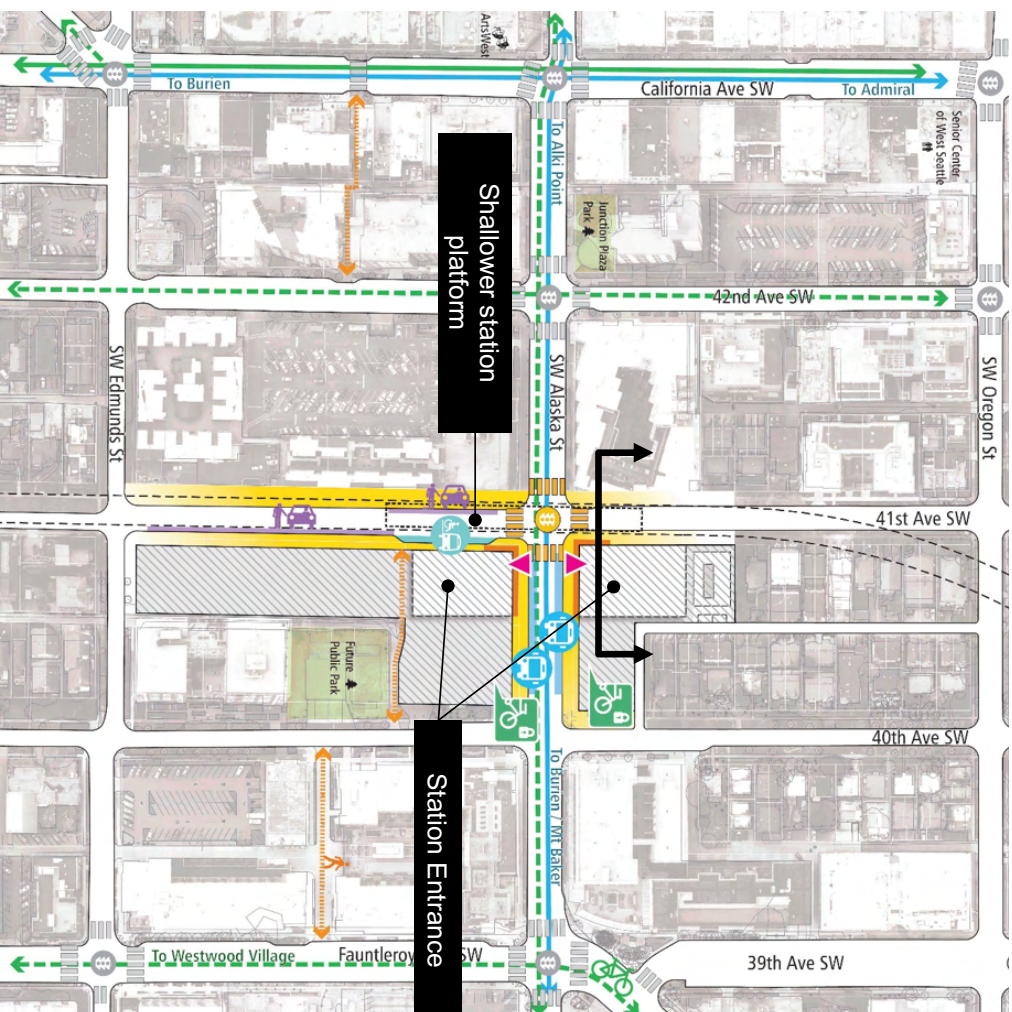 ArtsWest
To Burien
California Ave SW
To Admiral
To Alki Point
Senior Center
of West Seattle
Junction Plaza
Park
Shallower station
platform
42nd Ave SW
SW Edmunds St
SW Alaska St
SW Oregon St
41st Ave SW
Future
Public Park
40th Ave SW
To Burien / Mt Baker
Station Entrance
To Westwood Village
Fauntleroy
SW
39th Ave SW